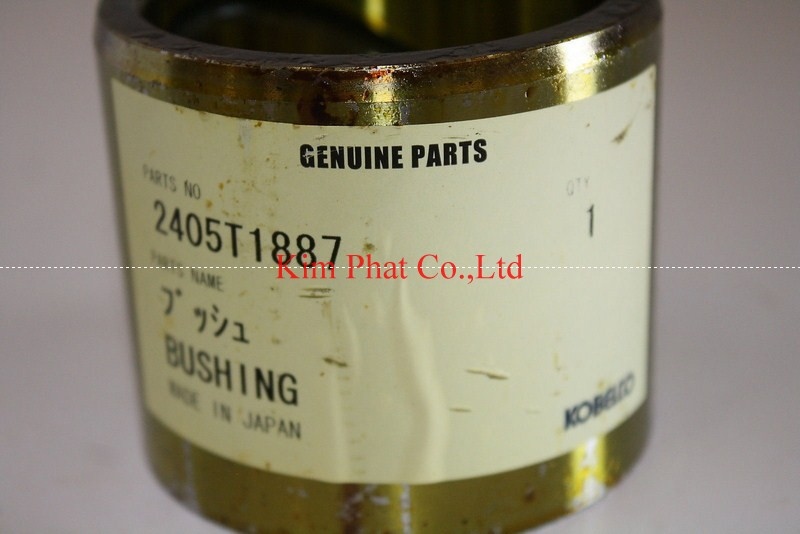 GENUINE PARTS
PARTS NO
QTY
2405T1887
1
Kim Phat Co.,Ltd
PARTS NAME
ブッシュ
BUSHING
MADE IN JAPAN
KOBELCO